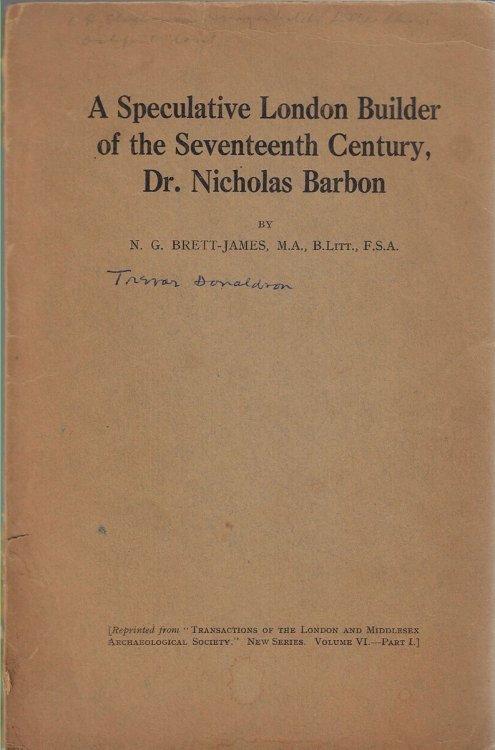 A Speculative London Builder
of the Seventeenth Century,
Dr. Nicholas Barbon
BY
N. G. BRETT-JAMES, M.A., B.LITT., F.S.A.
Trevor Donaldson
[Reprinted from "TRANSACTIONS OF THE LONDON AND MIDDLESEX
ARCHAEOLOGICAL SOCIETY." NEW SERIES. VOLUME VI.—PART I.]